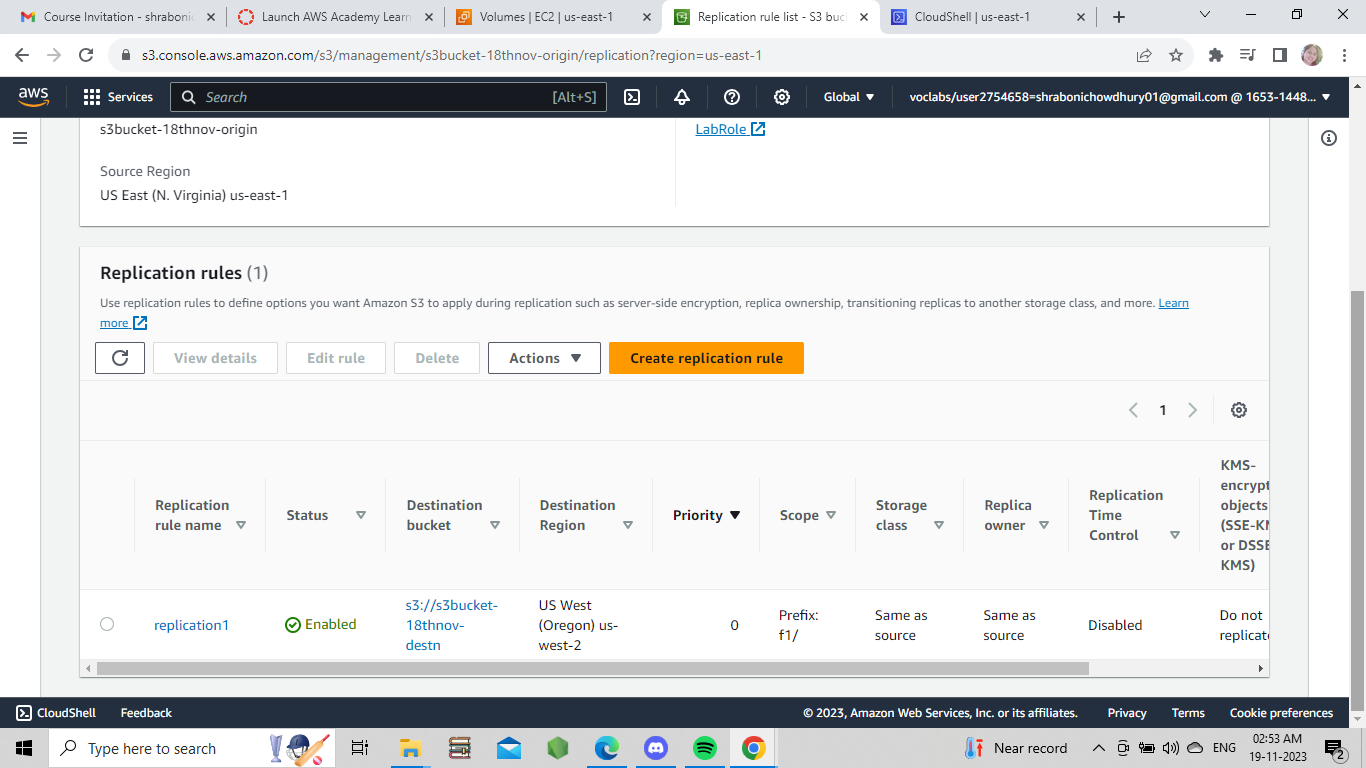 Course Invitation - shraboni
Launch AWS Academy Learn
Volumes | EC2 | us-east-1
Replication rule list - S3 buc
CloudShell | us-east-1
s3.console.aws.amazon.com/s3/management/s3bucket-18thnov-origin/replication?region=us-east-1
aws
Services
Search
[Alt+S]
Global
voclabs/user2754658=shrabonichowdhury01@gmail.com @ 1653-1448...
s3bucket-18thnov-origin
LabRole
Source Region
US East (N. Virginia) us-east-1
Replication rules (1)
Use replication rules to define options you want Amazon S3 to apply during replication such as server-side encryption, replica ownership, transitioning replicas to another storage class, and more. Learn
more
View details
Edit rule
Delete
Actions
Create replication rule
1
Replication
rule name
Status
Destination
bucket
Destination
Region
Priority
Scope
Storage
class
Replica
owner
Replication
Time
Control
KMS-
encrypt
objects
(SSE-KM
or DSSE
KMS)
replication1
Enabled
s3://s3bucket-
18thnov-
destn
US West
(Oregon) us-
west-2
0
Prefix:
f1/
Same as
source
Same as
source
Disabled
Do not
replicate
CloudShell
Feedback
© 2023, Amazon Web Services, Inc. or its affiliates.
Privacy
Terms
Cookie preferences
Type here to search
Near record
ENG
02:53 AM
19-11-2023
2